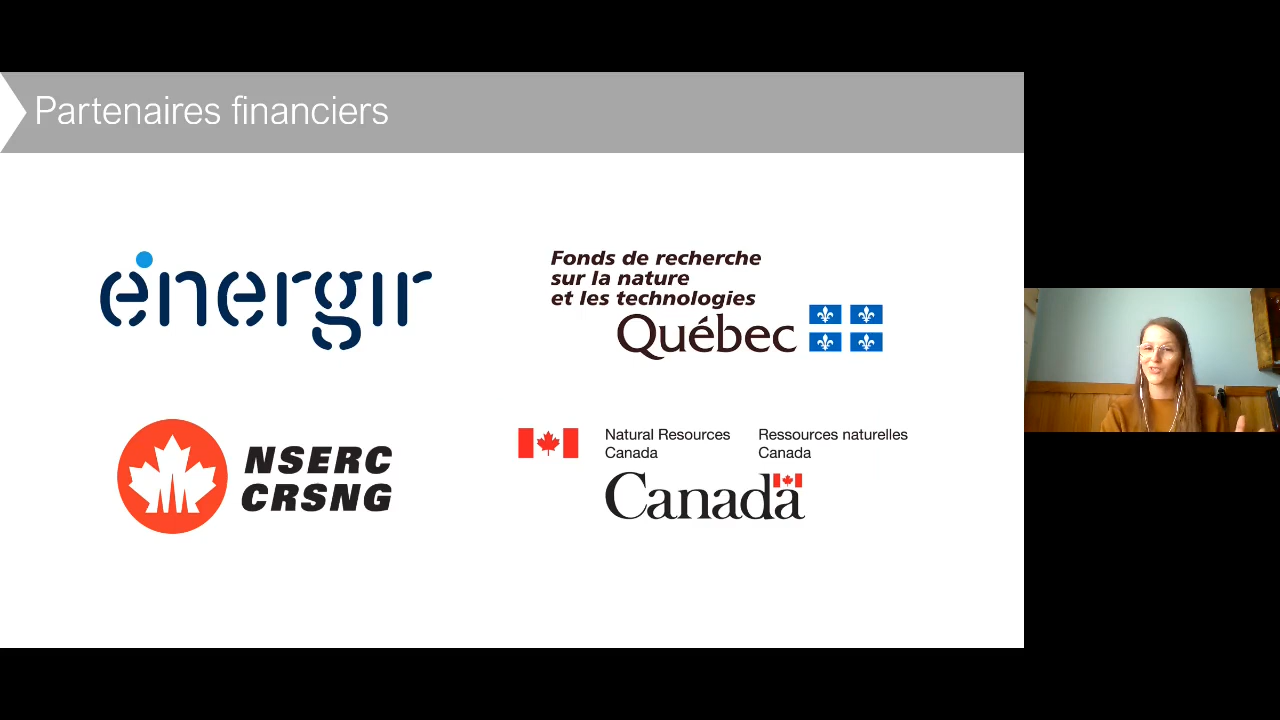 Partenaires financiers
énergir
Fonds de recherche
sur la nature
et les technologies
Québec
NSERC
CRSNG
Natural Resources
Canada
Ressources naturelles
Canada
Canada